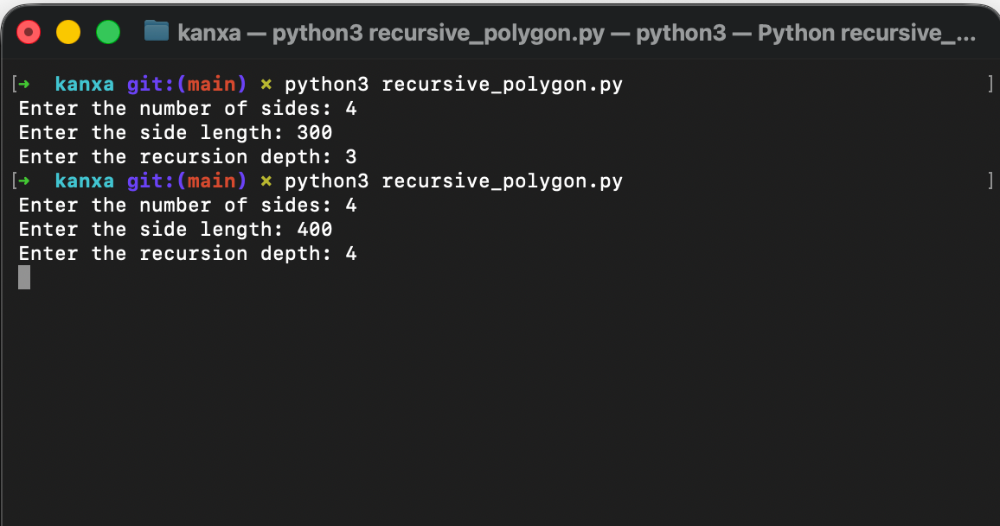 kanxa — python3 recursive_polygon.py — python3 — Python recursive_...
[➜ kanxa git:(main) ✗ python3 recursive_polygon.py ]
Enter the number of sides: 4
Enter the side length: 300
Enter the recursion depth: 3
[➜ kanxa git:(main) ✗ python3 recursive_polygon.py ]
Enter the number of sides: 4
Enter the side length: 400
Enter the recursion depth: 4